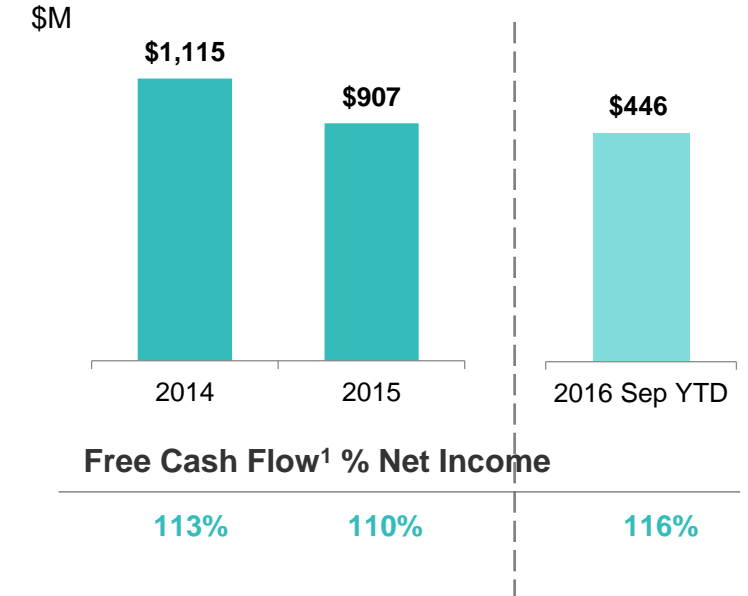 $M
$1,115
$907
$446
2014
2015
2016 Sep YTD
Free Cash Flow¹ % Net Income
113%
110%
116%